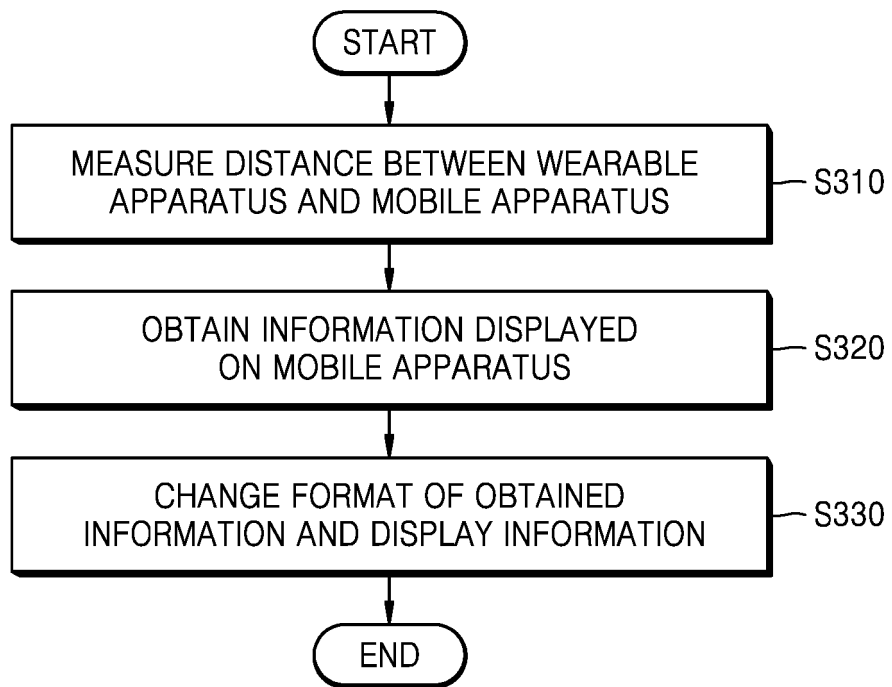 START
MEASURE DISTANCE BETWEEN WEARABLE
APPARATUS AND MOBILE APPARATUS
S310
OBTAIN INFORMATION DISPLAYED
ON MOBILE APPARATUS
S320
CHANGE FORMAT OF OBTAINED
INFORMATION AND DISPLAY INFORMATION
S330
END